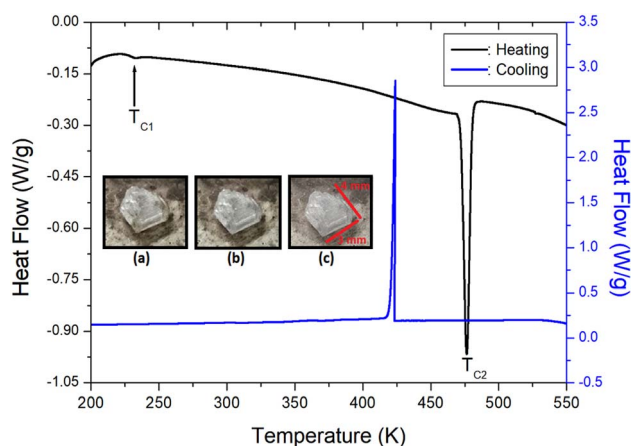 0.00
-0.15
-0.30
-0.45
-0.60
-0.75
-0.90
-1.05
Heat Flow (W/g)
3.5
3.0
2.5
2.0
1.5
1.0
0.5
0.0
-0.5
Heat Flow (W/g)
: Heating
: Cooling
T C1
mm
mm
(a) (b) (c)
T C2
200 250 300 350 400 450 500 550
Temperature (K)